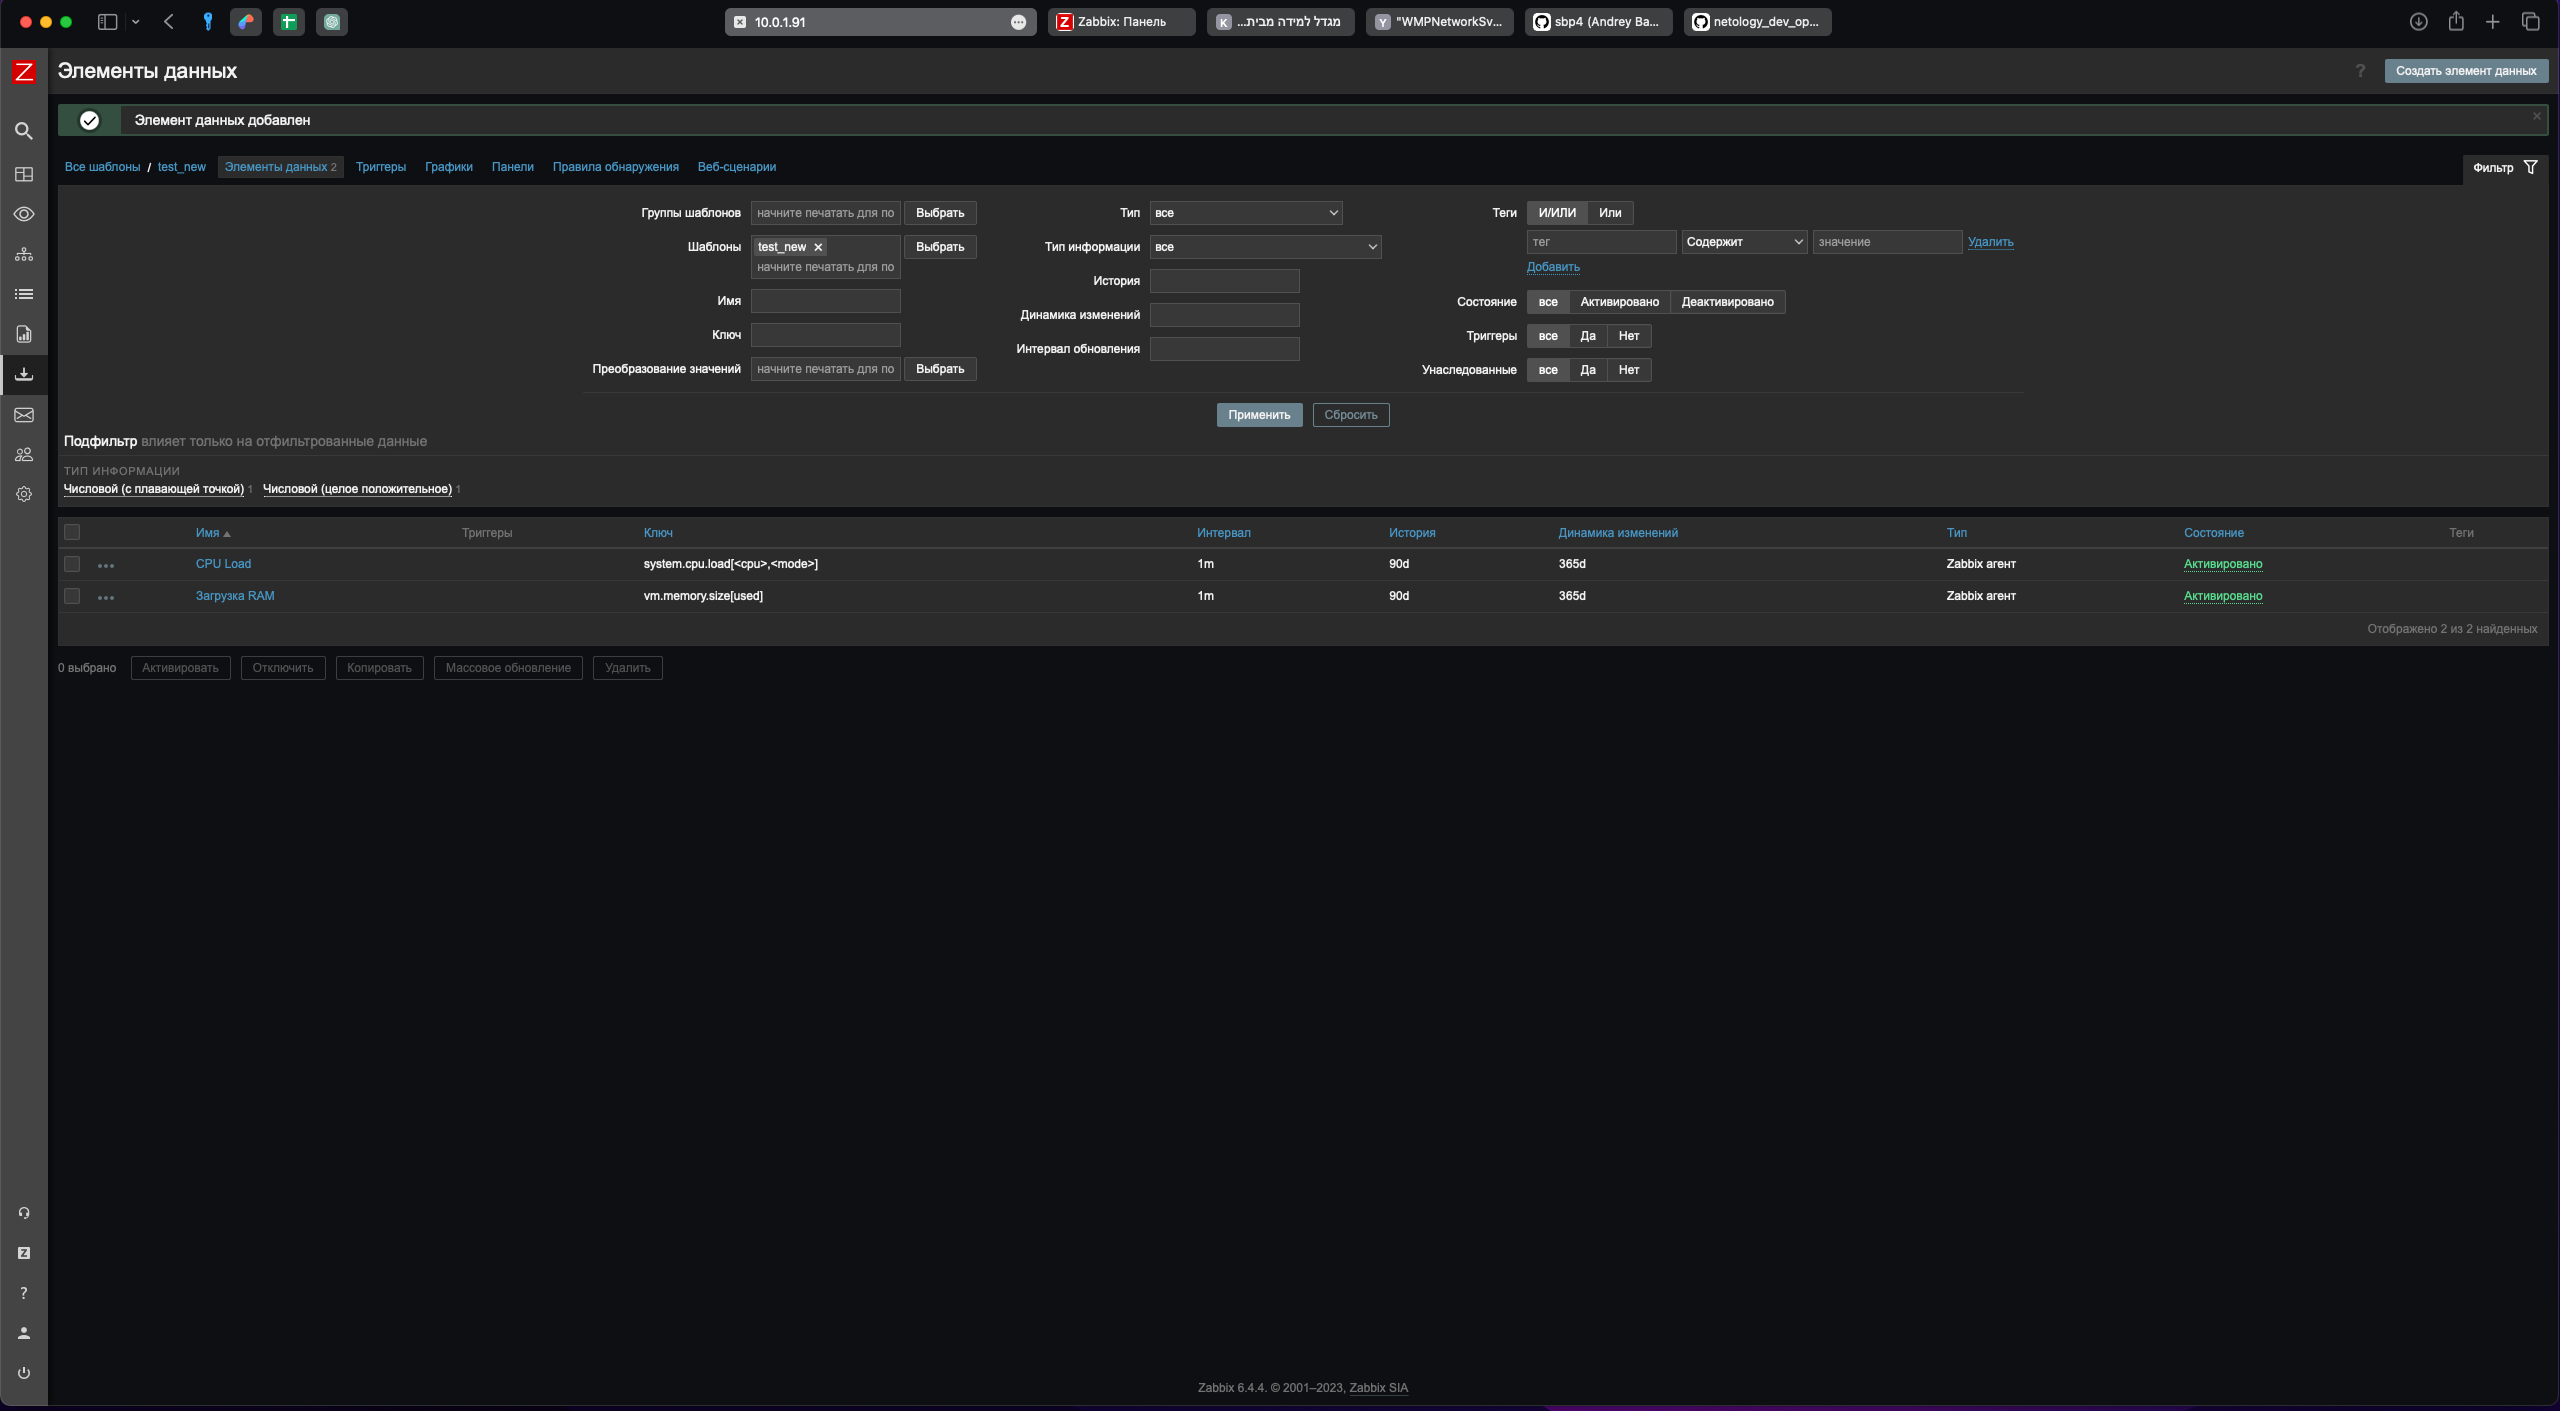 10.0.1.91
Zabbix: Панель
מגדל למידה מבית...
"WMPNetworkSv...
sbp4 (Andrey Ba...
netology_dev_op...
Элементы данных
Создать элемент данных
Элемент данных добавлен
Все шаблоны / test_new Элементы данных 2 Триггеры Графики Панели Правила обнаружения Веб-сценарии
Фильтр
Группы шаблонов начните печатать для по Выбрать
Шаблоны test_new Выбрать
начните печатать для по
Имя
Ключ
Преобразование значений начните печатать для по Выбрать
Тип все
Тип информации все
История
Динамика изменений
Интервал обновления
Теги И/ИЛИ Или
тег Содержит значение Удалить
Добавить
Состояние все Активировано Деактивировано
Триггеры все Да Нет
Унаследованные все Да Нет
Применить Сбросить
Подфильтр влияет только на отфильтрованные данные
ТИП ИНФОРМАЦИИ
Числовой (с плавающей точкой) 1 Числовой (целое положительное) 1
Имя Триггеры Ключ Интервал История Динамика изменений Тип Состояние Теги
CPU Load system.cpu.load[<cpu>,<mode>] 1m 90d 365d Zabbix агент Активировано
Загрузка RAM vm.memory.size[used] 1m 90d 365d Zabbix агент Активировано
Отображено 2 из 2 найденных
0 выбрано Активировать Отключить Копировать Массовое обновление Удалить
Zabbix 6.4.4. © 2001–2023, Zabbix SIA